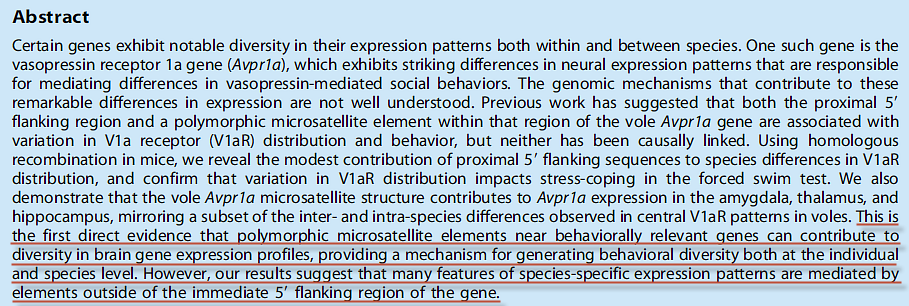 Abstract
Certain genes exhibit notable diversity in their expression patterns both within and between species. One such gene is the
vasopressin receptor 1a gene (Avpr1a), which exhibits striking differences in neural expression patterns that are responsible
for mediating differences in vasopressin-mediated social behaviors. The genomic mechanisms that contribute to these
remarkable differences in expression are not well understood. Previous work has suggested that both the proximal 5′
flanking region and a polymorphic microsatellite element within that region of the vole Avpr1a gene are associated with
variation in V1a receptor (V1aR) distribution and behavior, but neither has been causally linked. Using homologous
recombination in mice, we reveal the modest contribution of proximal 5′ flanking sequences to species differences in V1aR
distribution, and confirm that variation in V1aR distribution impacts stress-coping in the forced swim test. We also
demonstrate that the vole Avpr1a microsatellite structure contributes to Avpr1a expression in the amygdala, thalamus, and
hippocampus, mirroring a subset of the inter- and intra-species differences observed in central V1aR patterns in voles. This is
the first direct evidence that polymorphic microsatellite elements near behaviorally relevant genes can contribute to
diversity in brain gene expression profiles, providing a mechanism for generating behavioral diversity both at the individual
and species level. However, our results suggest that many features of species-specific expression patterns are mediated by
elements outside of the immediate 5′ flanking region of the gene.